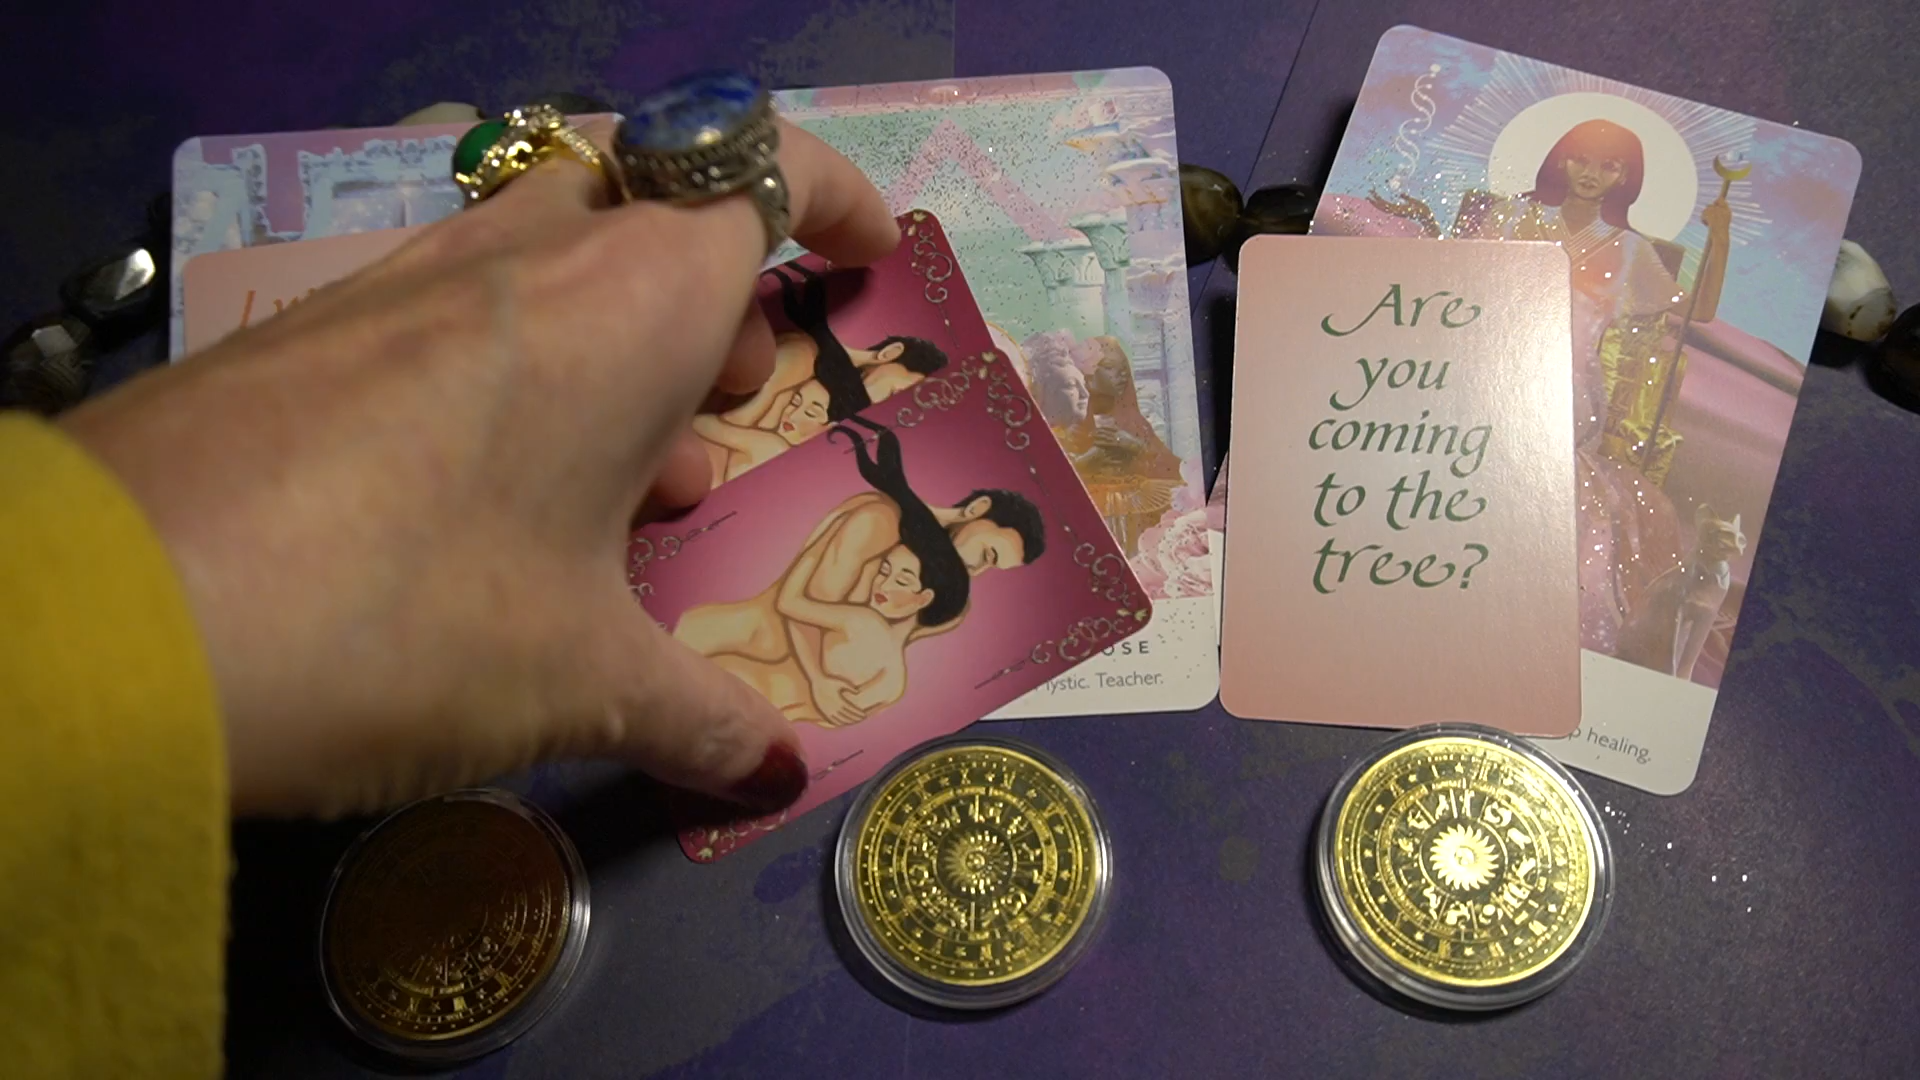 Are
you
coming
to the
tree?
OSE
Mystic. Teacher.
healing.